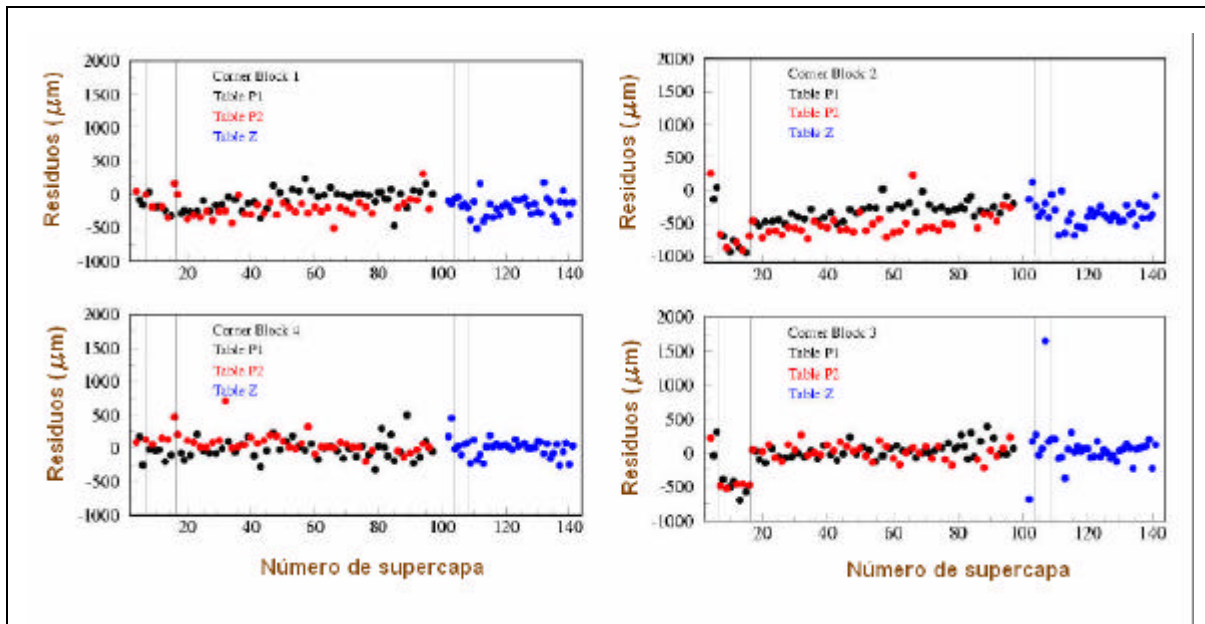 Residuos (μm)
2000
1500
1000
500
0
-500
-1000
Corner Block 1
Table P1
Table P2
Table Z
20 40 60 80 100 120 140
Residuos (μm)
2000
1500
1000
500
0
-500
-1000
Corner Block 2
Table P1
Table P2
Table Z
20 40 60 80 100 120 140
Residuos (μm)
2000
1500
1000
500
0
-500
-1000
Corner Block 4
Table P1
Table P2
Table Z
20 40 60 80 100 120 140
Número de supercapa
Residuos (μm)
2000
1500
1000
500
0
-500
-1000
Corner Block 3
Table P1
Table P2
Table Z
20 40 60 80 100 120 140
Número de supercapa